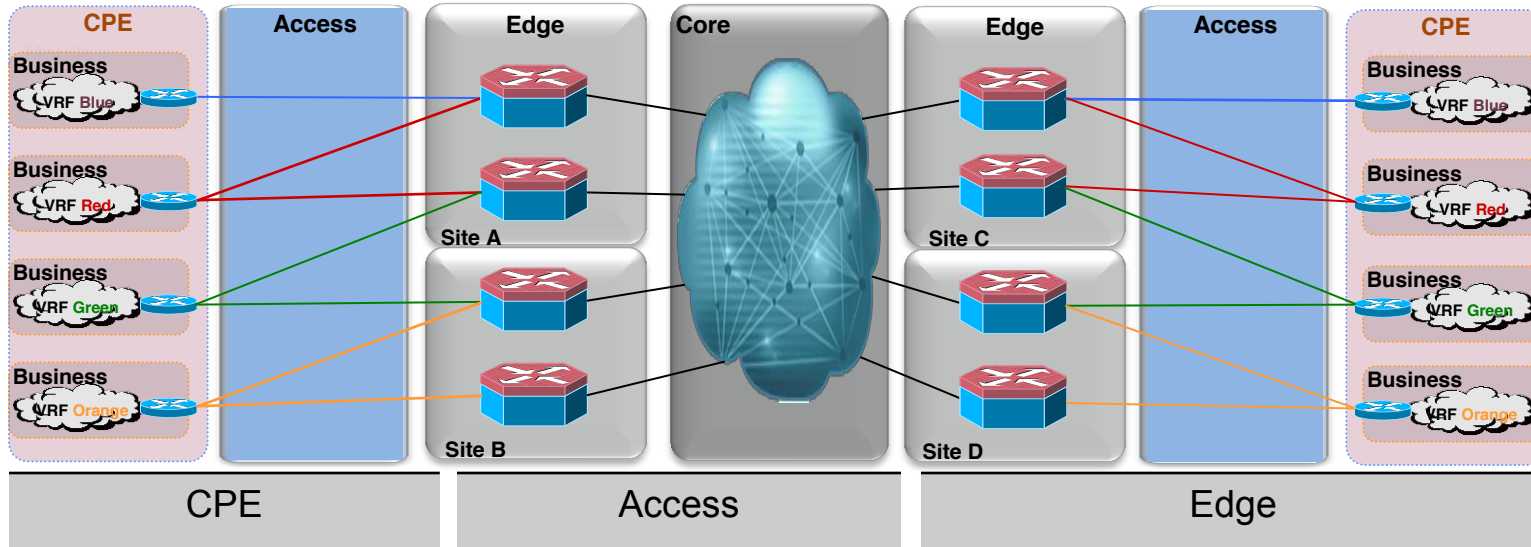 CPE
Access
Edge
Core
Edge
Access
CPE
Business
VRF Blue
Business
VRF Red
Business
VRF Green
Business
VRF Orange
Site A
Site B
Site C
Site D
Business
VRF Blue
Business
VRF Red
Business
VRF Green
Business
VRF Orange
CPE
Access
Edge